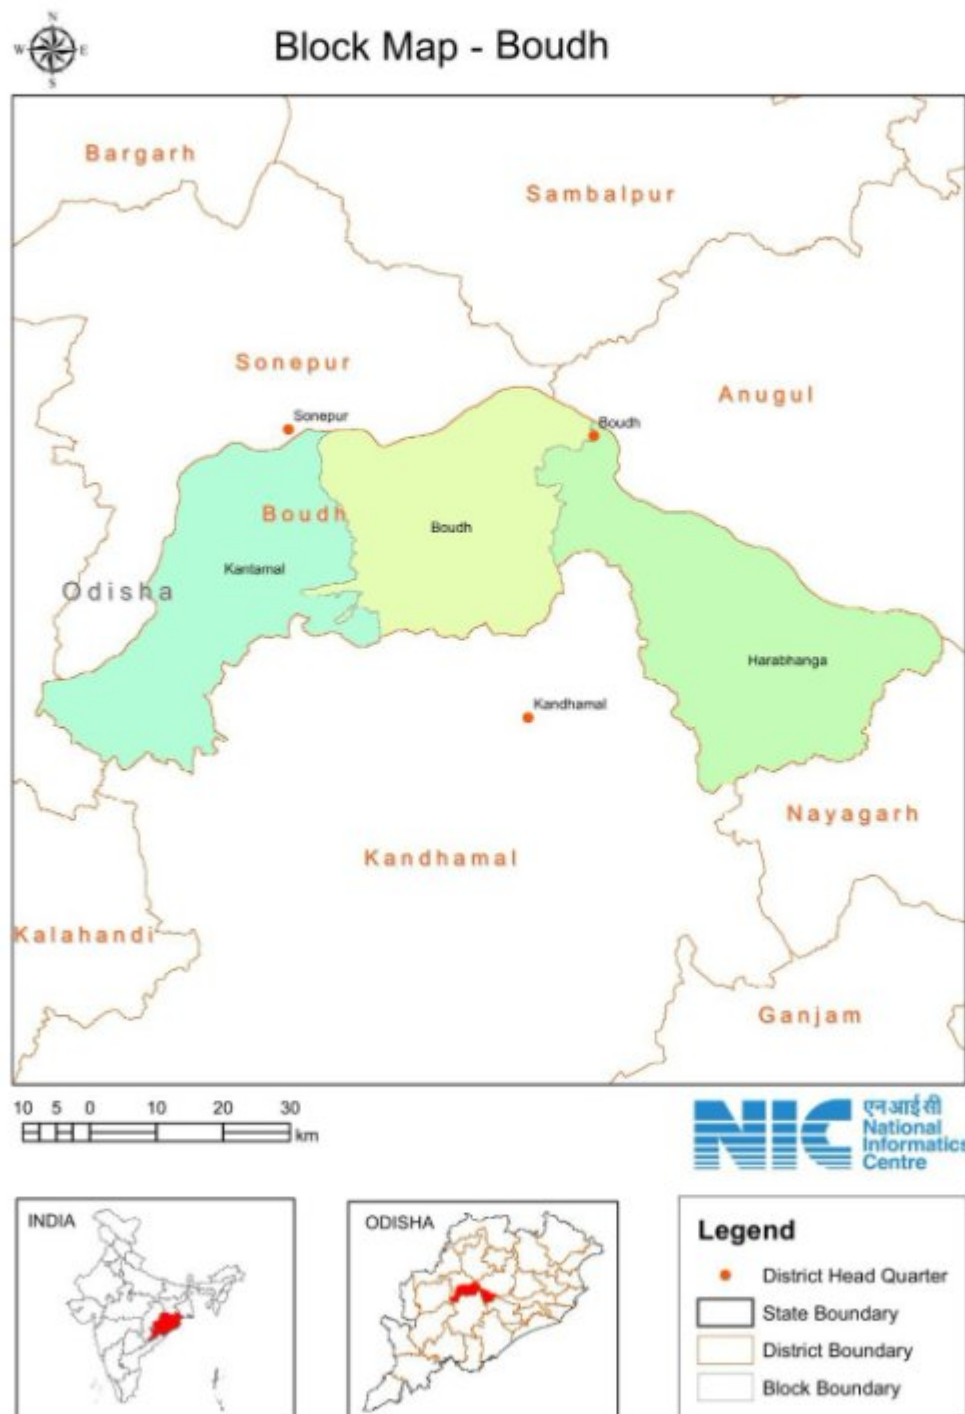 N
W E
S
Block Map - Boudh
Bargarh
Sambalpur
Sonepur
Anugul
Sonepur
Boudh
Boudh
Boudh
Kantamal
Odisha
Harabhanga
Kandhamal
Nayagarh
Kandhamal
Kalahandi
Ganjam
10 5 0 10 20 30
km
NIC
एनआईसी
National
Informatics
Centre
INDIA
ODISHA
Legend
District Head Quarter
State Boundary
District Boundary
Block Boundary